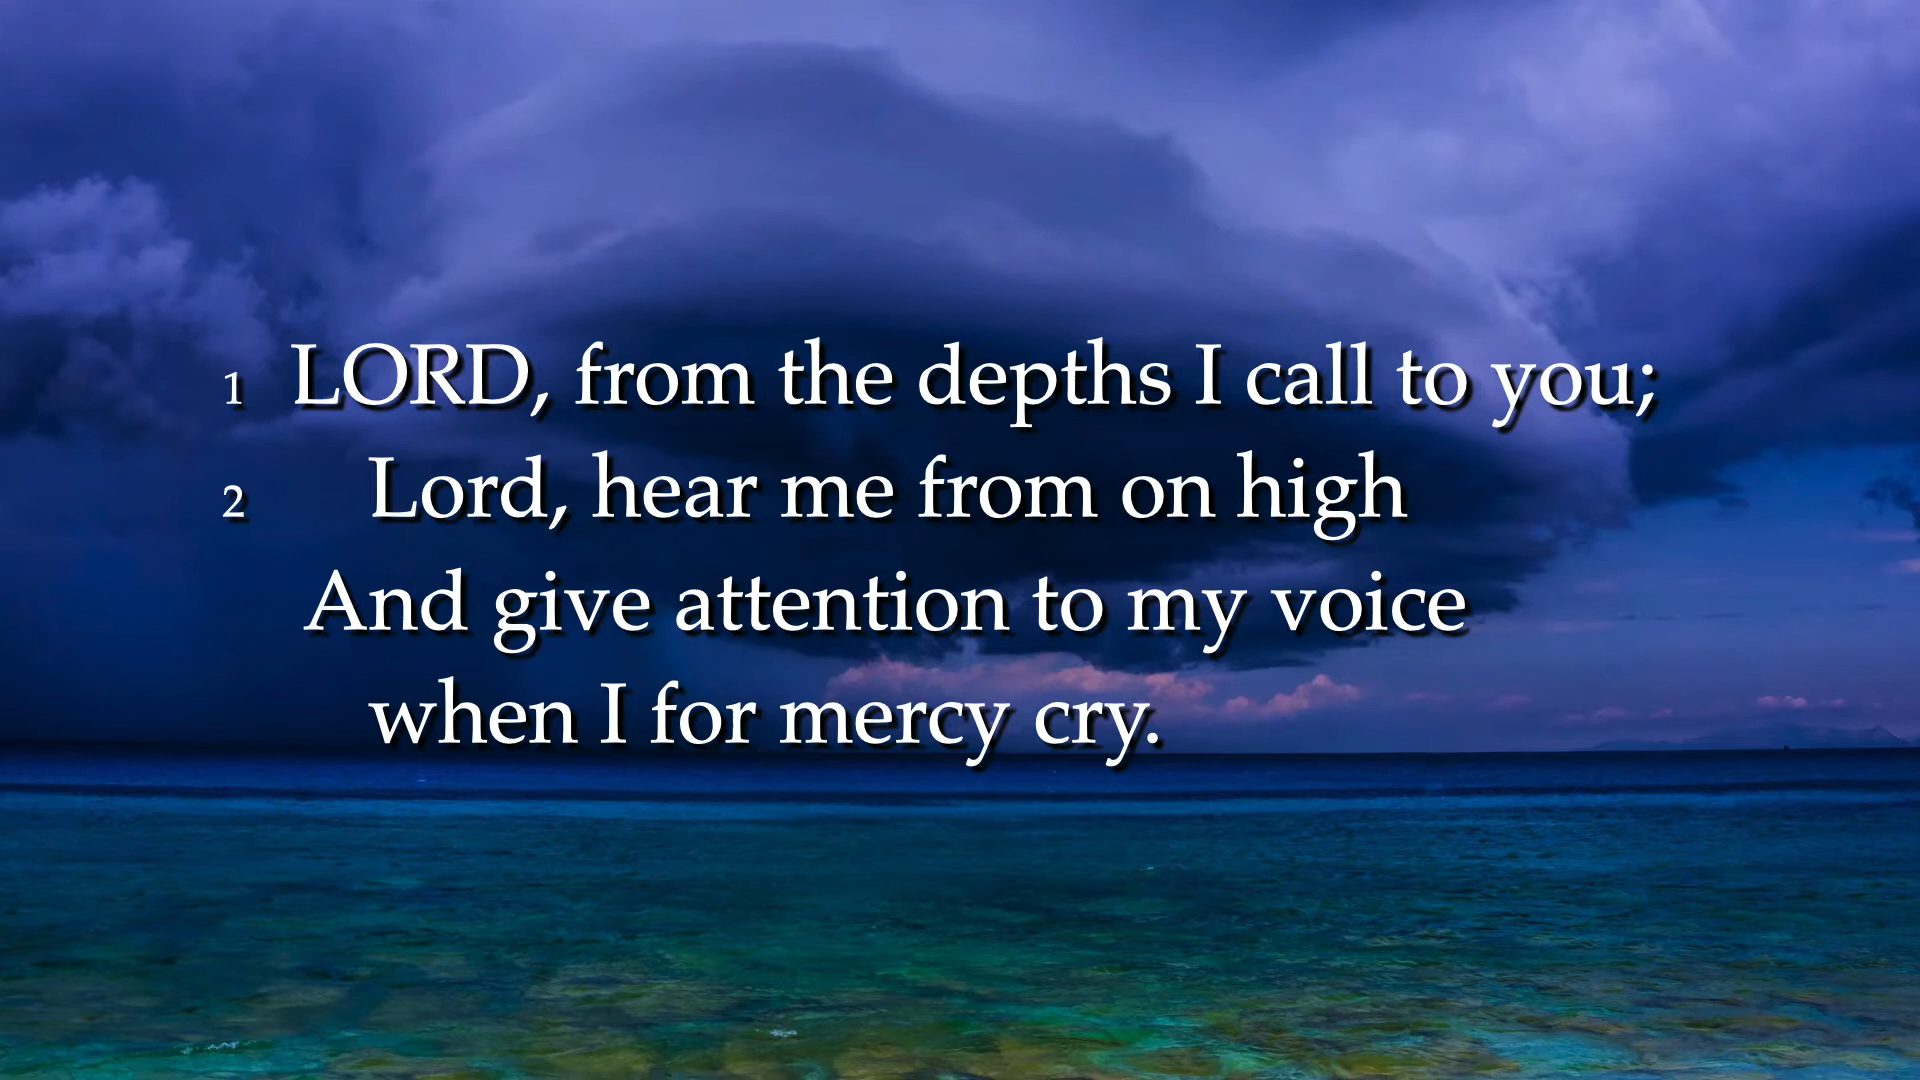 1 LORD, from the depths I call to you;
2 Lord, hear me from on high
And give attention to my voice
when I for mercy cry.